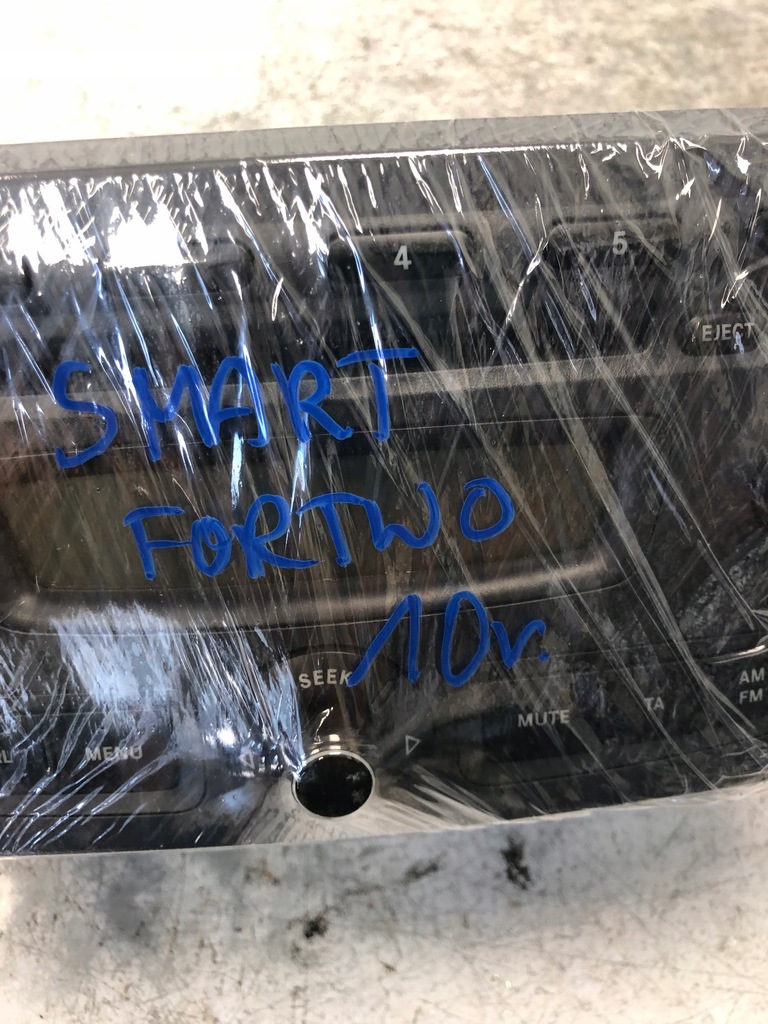 4 5
EJECT
SMART
FORTWO
10r.
SEEK
AM
FM
MENU
MUTE TA